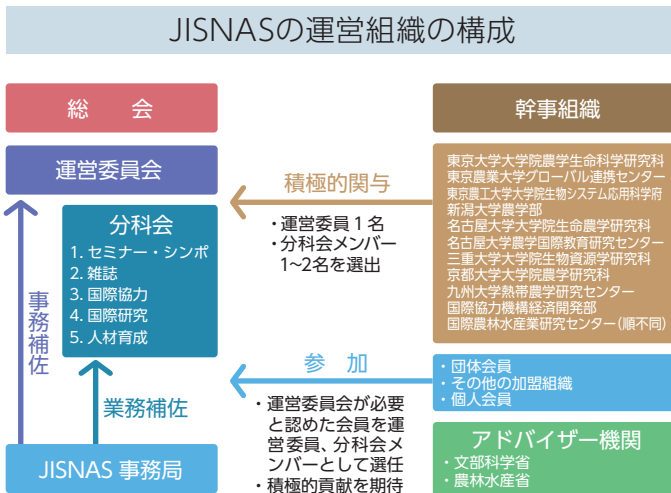 JISNASの運営組織の構成
総　会
運営委員会
分科会
1. セミナー・シンポ
2. 雑誌
3. 国際協力
4. 国際研究
5. 人材育成
事務補佐
業務補佐
JISNAS 事務局
積極的関与
・運営委員１名
・分科会メンバー
1~2名を選出
参　加
・運営委員会が必要
と認めた会員を運
営委員、分科会メ
ンバーとして選任
・積極的貢献を期待
幹事組織
東京大学大学院農学生命科学研究科
東京農業大学グローバル連携センター
東京農工大学大学院生物システム応用科学府
新潟大学農学部
名古屋大学大学院生命農学研究科
名古屋大学農学国際教育研究センター
三重大学大学院生物資源学研究科
京都大学大学院農学研究科
九州大学熱帯農学研究センター
国際協力機構経済開発部
国際農林水産業研究センター(順不同)
・団体会員
・その他の加盟組織
・個人会員
アドバイザー機関
・文部科学省
・農林水産省